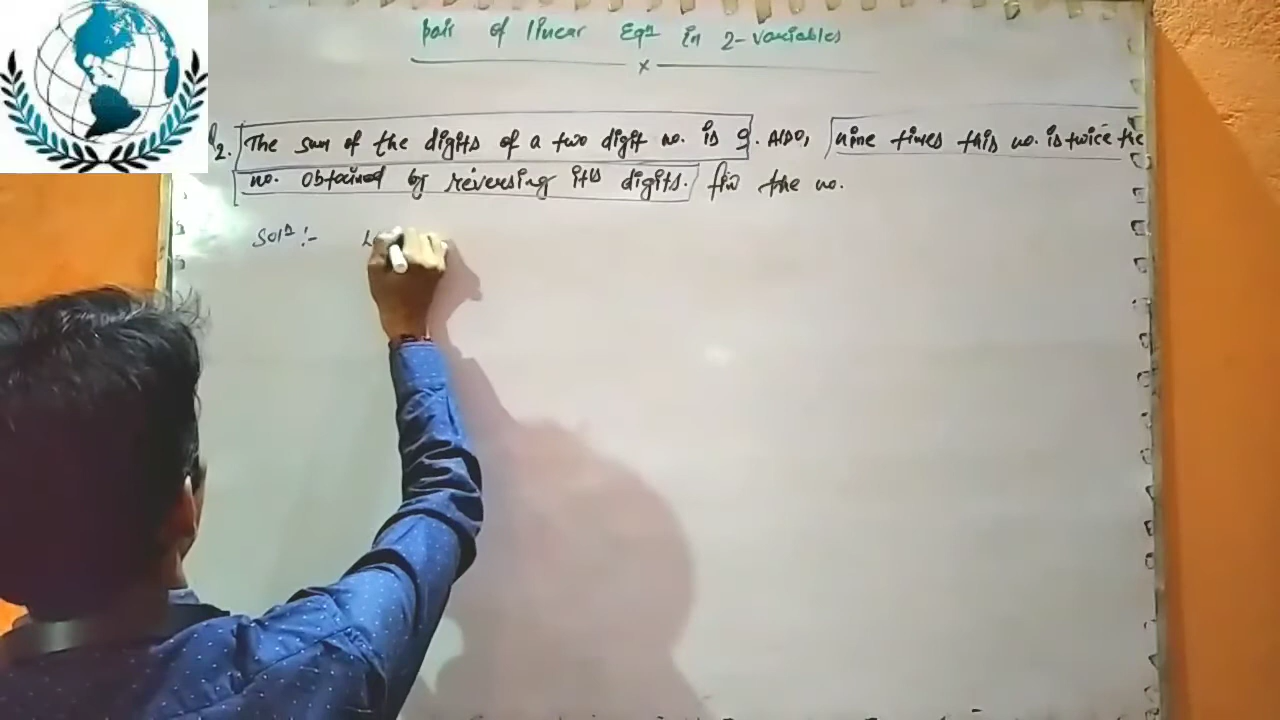 pair of linear Eqn in 2-variables
x
2. The sum of the digits of a two digit no. is 9. Also, nine times this no. is twice the
no. obtained by reversing its digits. fin the no.
Soln :-